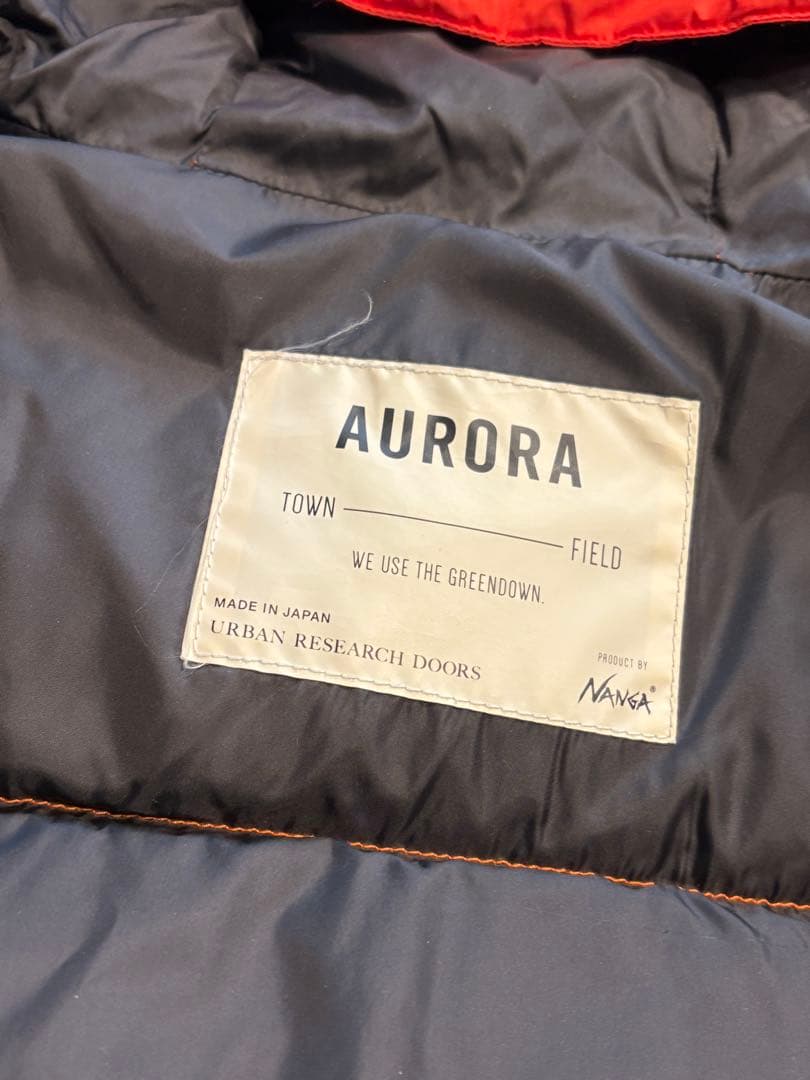 AURORA
TOWN FIELD
WE USE THE GREENDOWN.
MADE IN JAPAN
URBAN RESEARCH DOORS
PRODUCT BY
NANGA®